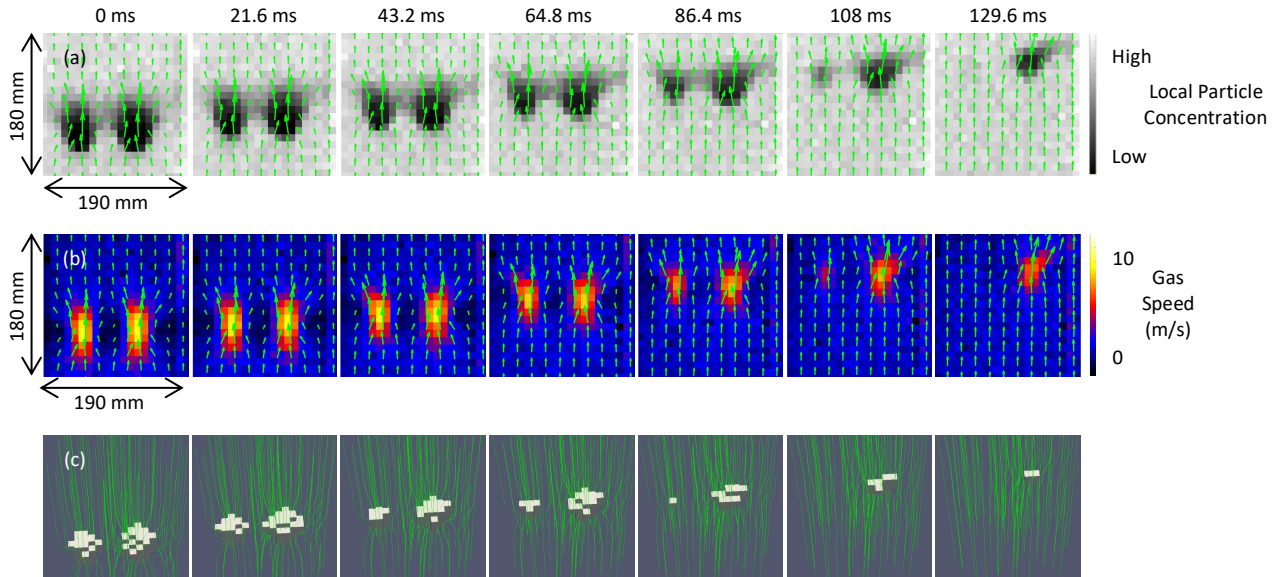 0 ms 21.6 ms 43.2 ms 64.8 ms 86.4 ms 108 ms 129.6 ms
(a)
180 mm
190 mm
High
Local Particle
Concentration
Low
(b)
180 mm
190 mm
10
Gas
Speed
(m/s)
0
(c)